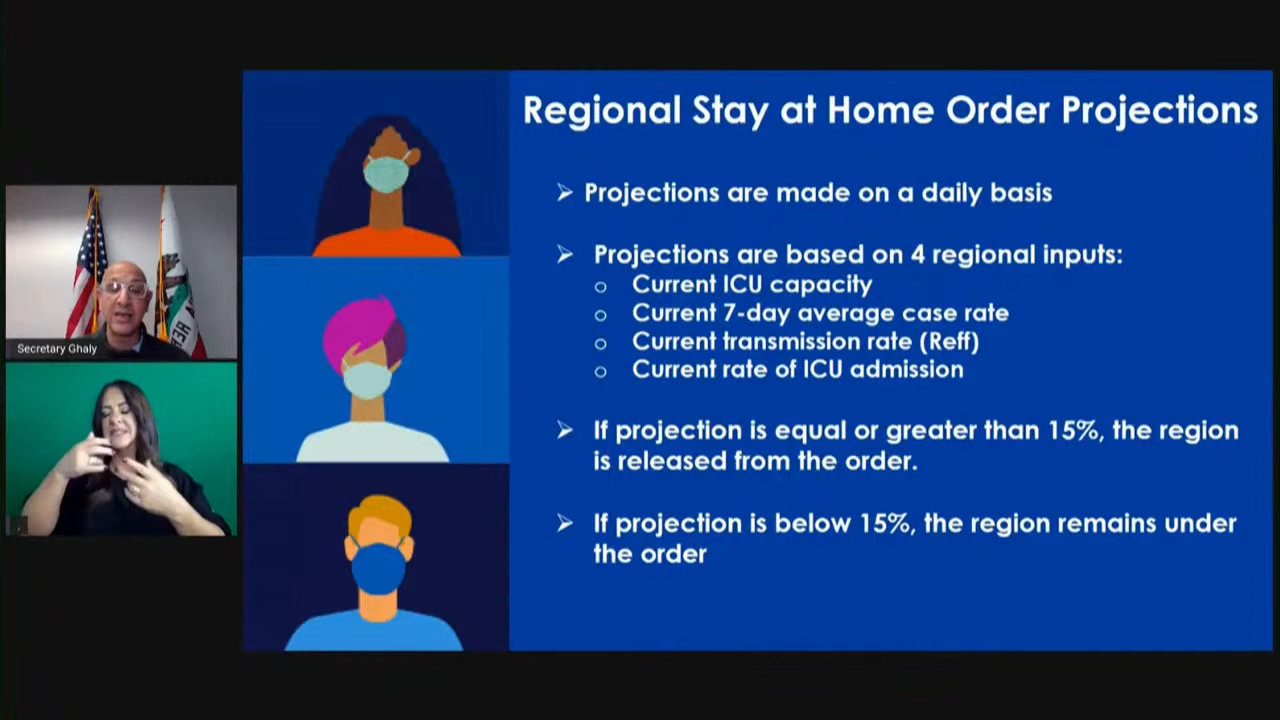 Regional Stay at Home Order Projections
➢ Projections are made on a daily basis
➢ Projections are based on 4 regional inputs:
o Current ICU capacity
o Current 7-day average case rate
o Current transmission rate (Reff)
o Current rate of ICU admission
➢ If projection is equal or greater than 15%, the region
is released from the order.
➢ If projection is below 15%, the region remains under
the order
Secretary Ghaly